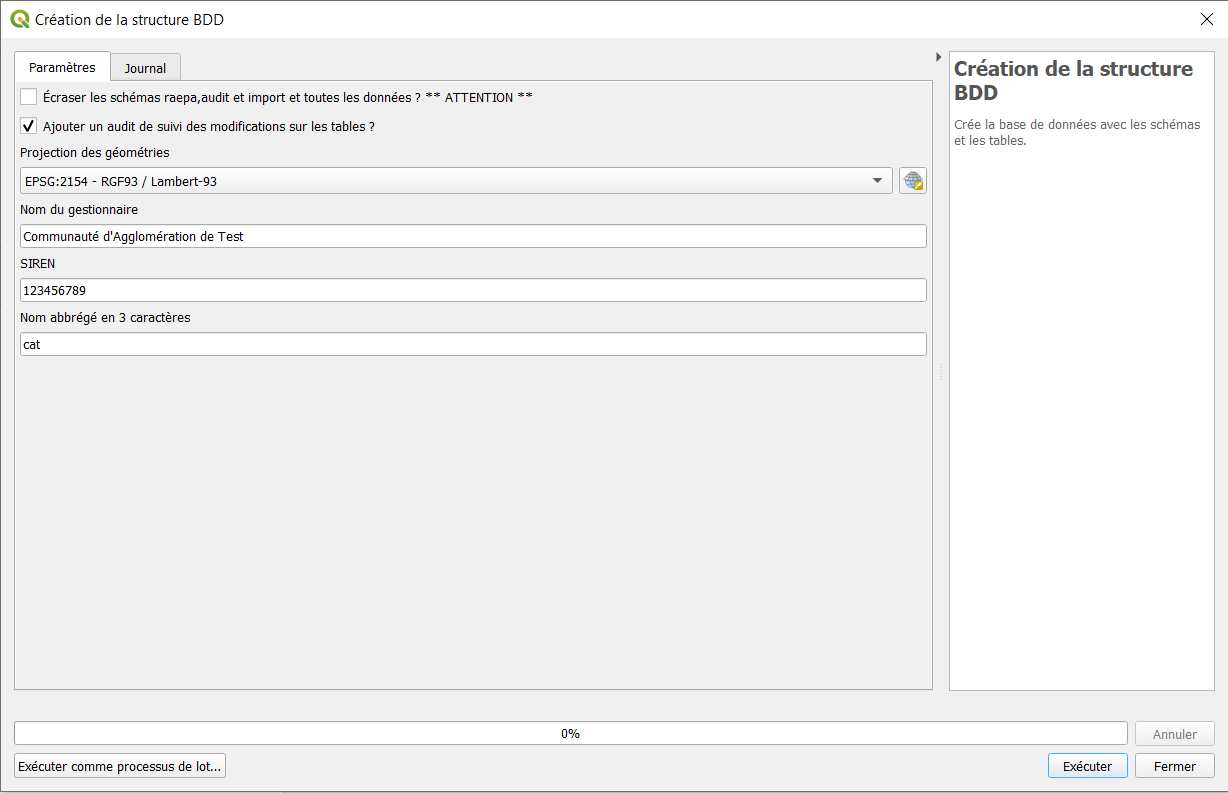 Création de la structure BDD
Paramètres
Journal
Écraser les schémas raepa,audit et import et toutes les données ? ** ATTENTION **
Ajouter un audit de suivi des modifications sur les tables ?
Projection des géométries
EPSG:2154 - RGF93 / Lambert-93
Nom du gestionnaire
Communauté d'Agglomération de Test
SIREN
123456789
Nom abbrégé en 3 caractères
cat
Création de la structure
BDD
Crée la base de données avec les schémas
et les tables.
0%
Annuler
Exécuter comme processus de lot...
Exécuter
Fermer